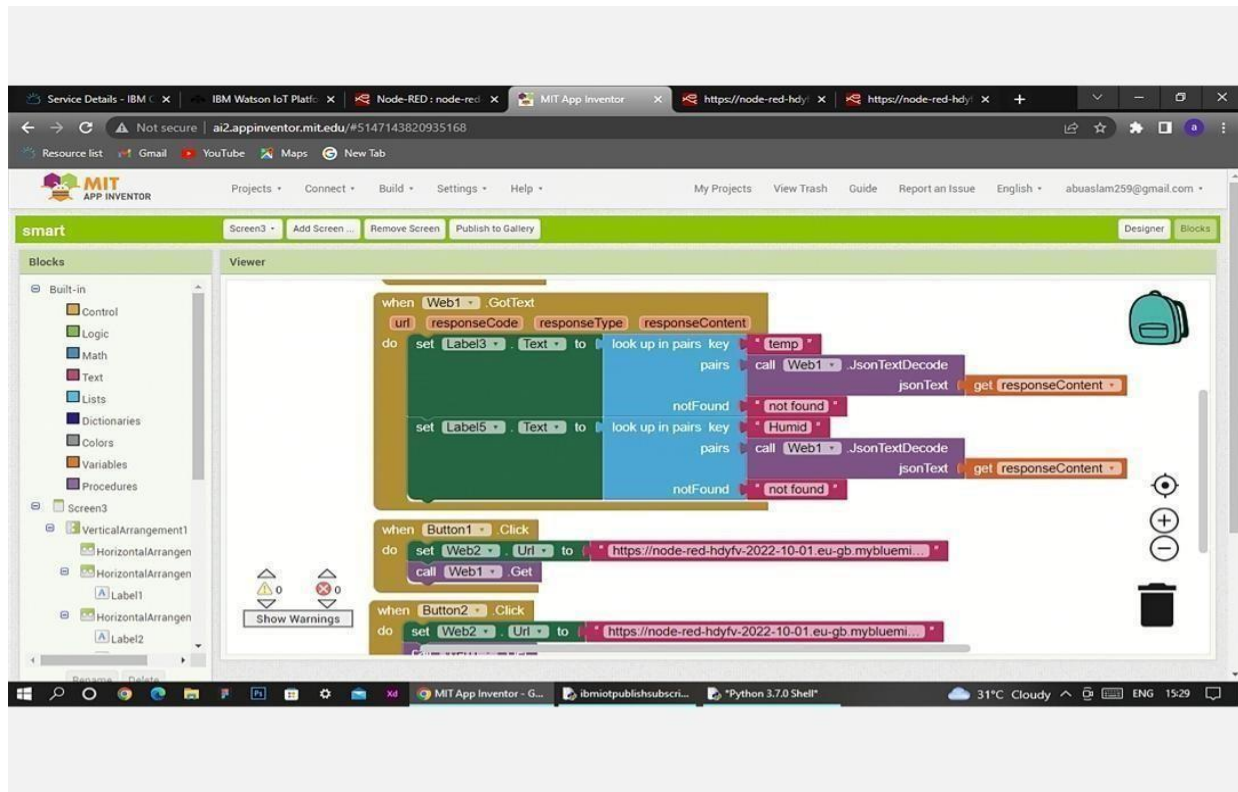 Service Details - IBM C
IBM Watson IoT Platfo
Node-RED : node-red
MIT App Inventor
https://node-red-hdyf
https://node-red-hdyf
Not secure
ai2.appinventor.mit.edu/#5147143820935168
a
Resource list
Gmail
YouTube
Maps
New Tab
MIT
APP INVENTOR
Projects
Connect
Build
Settings
Help
My Projects
View Trash
Guide
Report an Issue
English
abuaslam259@gmail.com
smart
Screen3
Add Screen ...
Remove Screen
Publish to Gallery
Designer
Blocks
Blocks
Viewer
Built-in
Control
Logic
Math
Text
Lists
Dictionaries
Colors
Variables
Procedures
Screen3
VerticalArrangement1
HorizontalArrangen
HorizontalArrangen
Label1
HorizontalArrangen
Label2
Rename Delete
when Web1 .GotText
url responseCode responseType responseContent
do set Label3 . Text to look up in pairs key " temp "
pairs call Web1 .JsonTextDecode
jsonText get responseContent
notFound " not found "
set Label5 . Text to look up in pairs key " Humid "
pairs call Web1 .JsonTextDecode
jsonText get responseContent
notFound " not found "
when Button1 .Click
do set Web2 . Url to " https://node-red-hdyfv-2022-10-01.eu-gb.mybluemi... "
call Web1 .Get
when Button2 .Click
do set Web2 . Url to " https://node-red-hdyfv-2022-10-01.eu-gb.mybluemi... "
0 0
Show Warnings
Ps
Xd
MIT App Inventor - G...
ibmiotpublishsubscri...
*Python 3.7.0 Shell*
31°C Cloudy
ENG
15:29